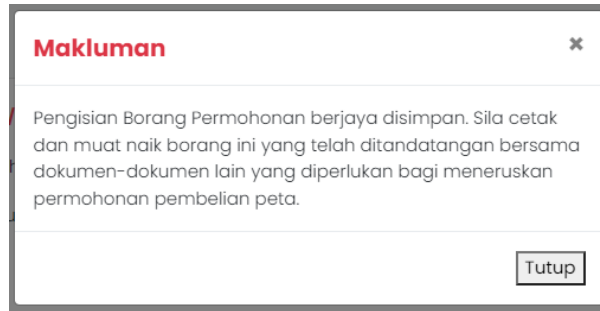 Makluman
Pengisian Borang Permohonan berjaya disimpan. Sila cetak
dan muat naik borang ini yang telah ditandatangan bersama
dokumen-dokumen lain yang diperlukan bagi meneruskan
permohonan pembelian peta.
Tutup